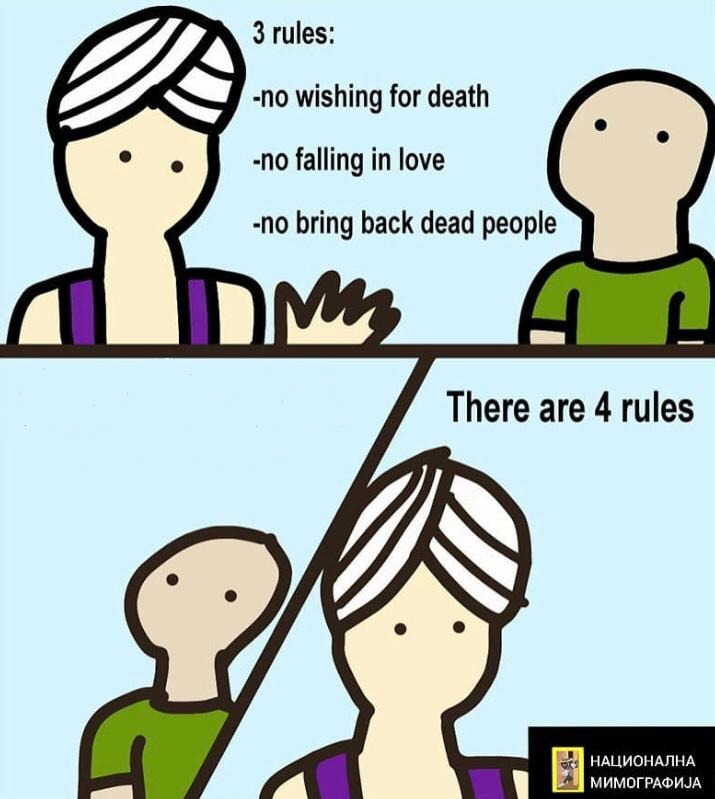 3 rules:
-no wishing for death
-no falling in love
-no bring back dead people
There are 4 rules
НАЦИОНАЛНА
МИМОГРАФИЈА